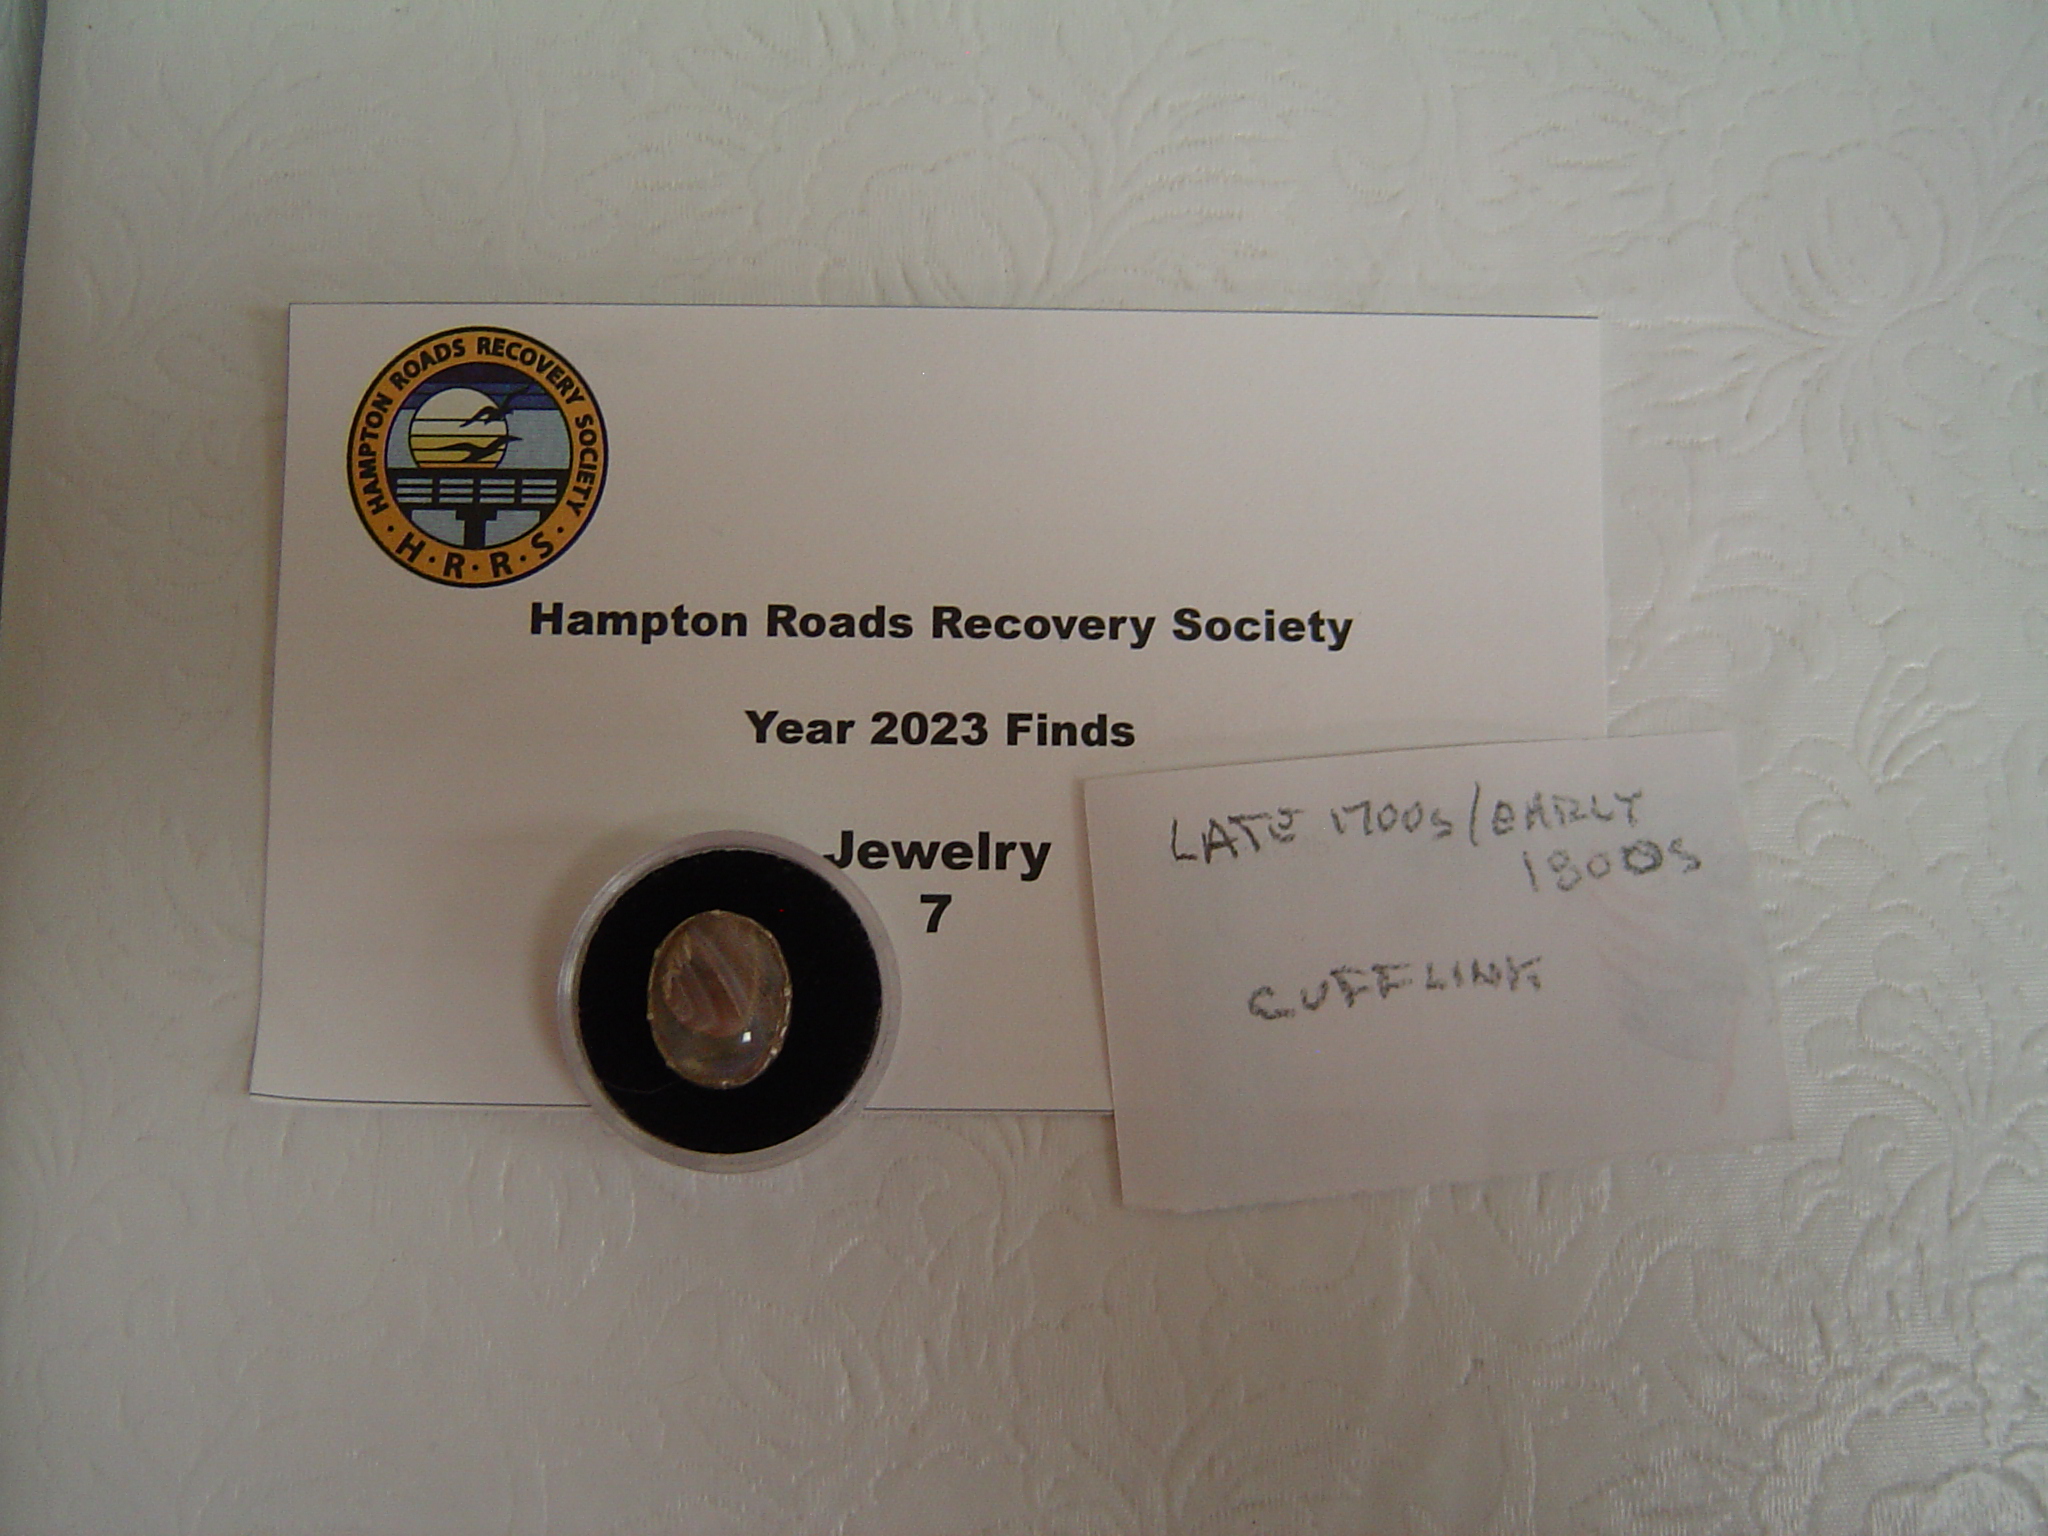 HAMPTON ROADS RECOVERY SOCIETY
· H · R · R · S ·
Hampton Roads Recovery Society
Year 2023 Finds
Jewelry
7
LATE 1700s/EARLY
1800s
CUFFLINK